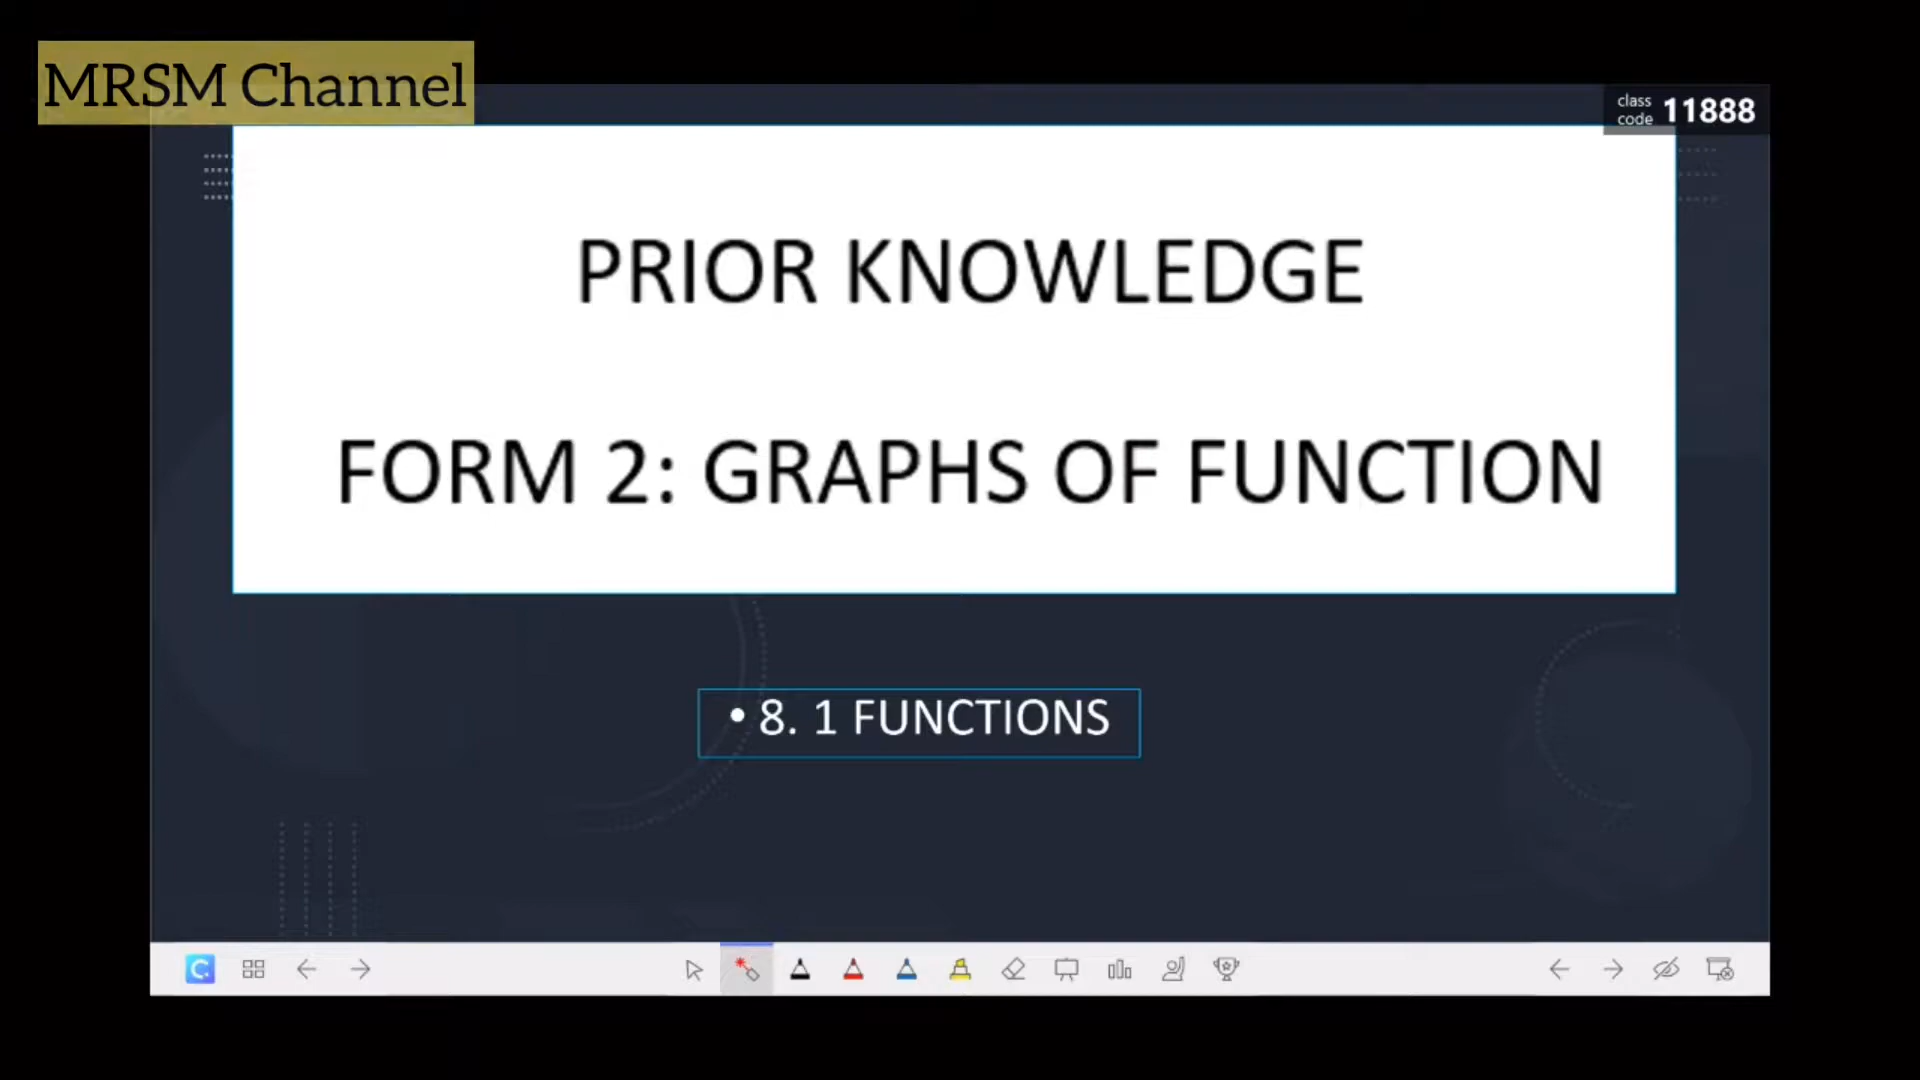 MRSM Channel
class code 11888
PRIOR KNOWLEDGE
FORM 2: GRAPHS OF FUNCTION
• 8. 1 FUNCTIONS